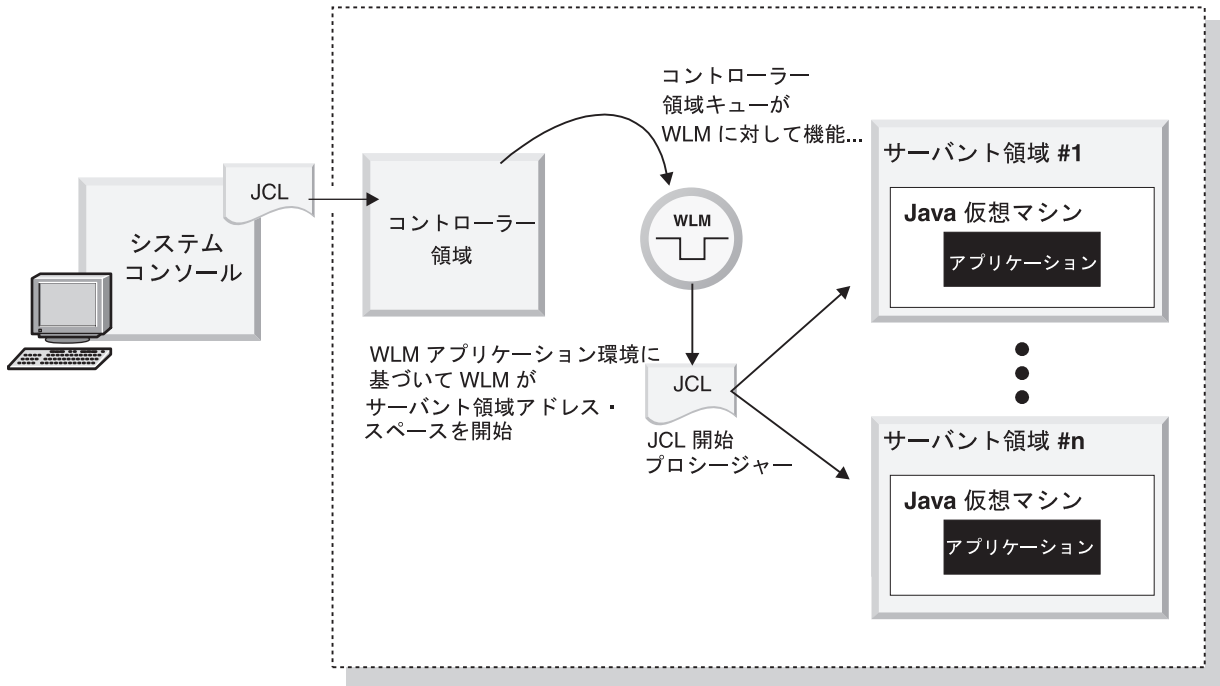 コントローラー
領域キューが
WLM に対して機能...
JCL
システム
コンソール
コントローラー
領域
WLM
サーバント領域 #1
Java 仮想マシン
アプリケーション
WLM アプリケーション環境に
基づいて WLM が
サーバント領域アドレス・
スペースを開始
JCL
JCL 開始
プロシージャー
サーバント領域 #n
Java 仮想マシン
アプリケーション